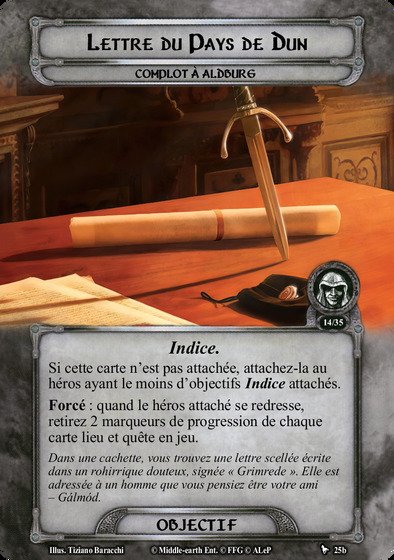 Lettre du Pays de Dun
Complot à Aldburg
14/35
Indice.
Si cette carte n'est pas attachée, attachez-la au
héros ayant le moins d'objectifs Indice attachés.
Forcé : quand le héros attaché se redresse,
retirez 2 marqueurs de progression de chaque
carte lieu et quête en jeu.
Dans une cachette, vous trouvez une lettre scellée écrite
dans un rohirrique douteux, signée « Grimrede ». Elle est
adressée à un homme que vous pensiez être votre ami
– Gálmód.
Objectif
Illus. Tiziano Baracchi © Middle-earth Ent. © FFG © ALeP 25b